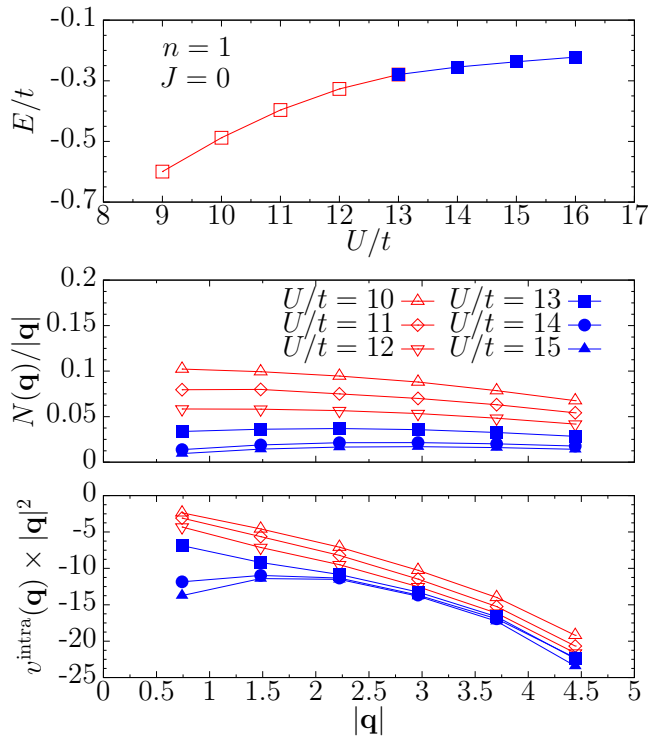 -0.1
-0.3
-0.5
-0.7
E/t
n = 1
J = 0
8 9 10 11 12 13 14 15 16 17
U/t
0.2
0.15
0.1
0.05
0
N(q)/|q|
U/t = 10 U/t = 13
U/t = 11 U/t = 14
U/t = 12 U/t = 15
0
-5
-10
-15
-20
-25
v^intra(q) × |q|^2
0 0.5 1 1.5 2 2.5 3 3.5 4 4.5 5
|q|